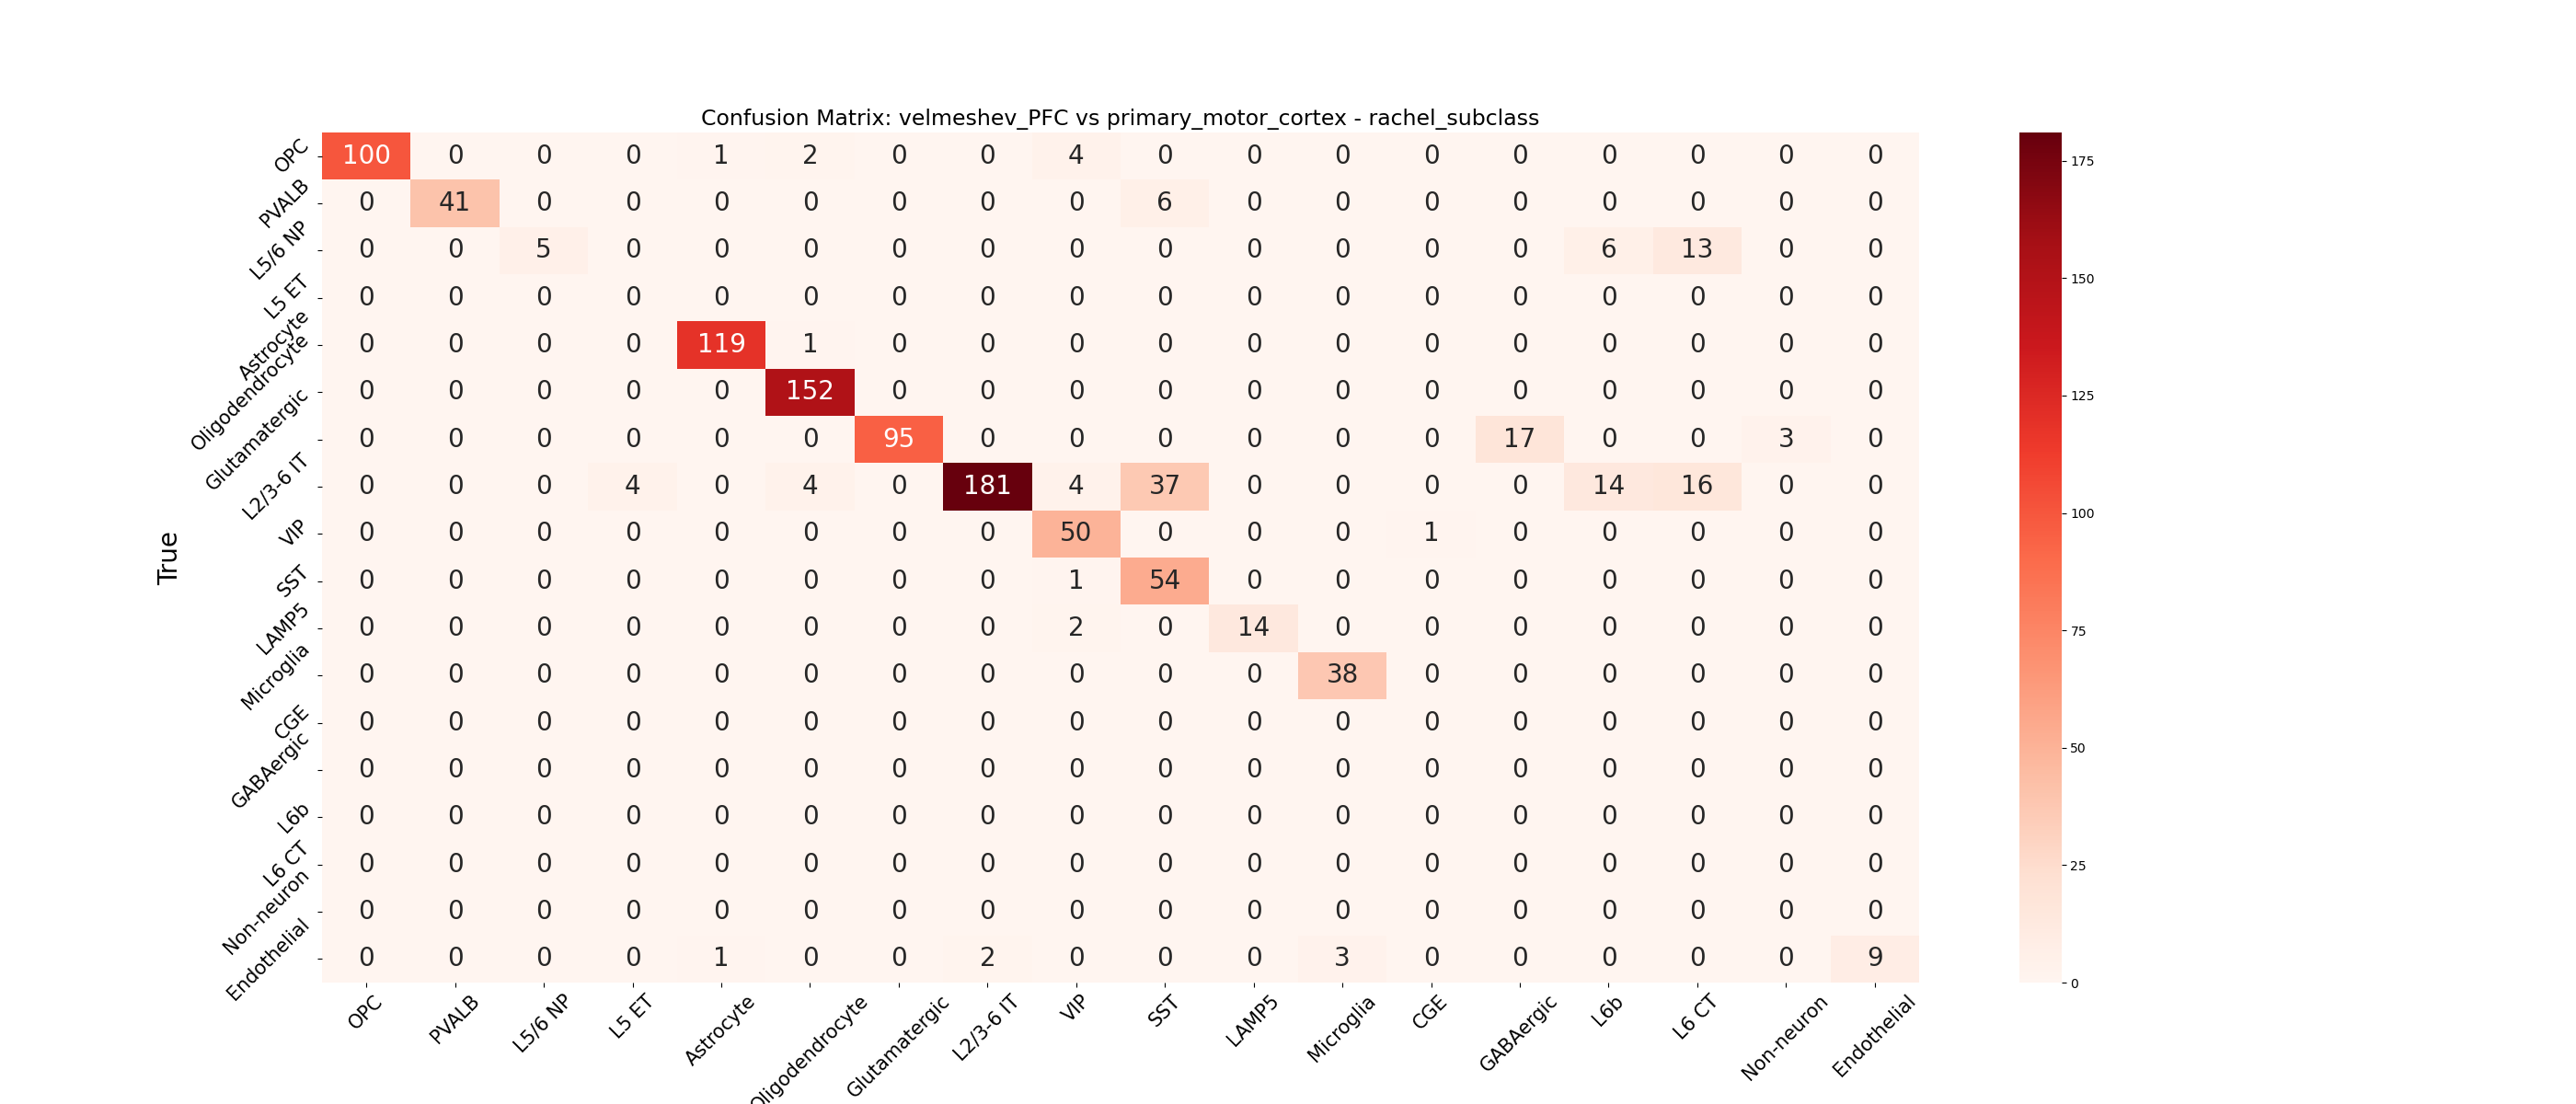 Confusion Matrix: velmeshev_PFC vs primary_motor_cortex - rachel_subclass
True
OPC 100 0 0 0 1 2 0 0 4 0 0 0 0 0 0 0 0 0
PVALB 0 41 0 0 0 0 0 0 0 6 0 0 0 0 0 0 0 0
L5/6 NP 0 0 5 0 0 0 0 0 0 0 0 0 0 0 6 13 0 0
L5 ET 0 0 0 0 0 0 0 0 0 0 0 0 0 0 0 0 0 0
Astrocyte 0 0 0 0 119 1 0 0 0 0 0 0 0 0 0 0 0 0
Oligodendrocyte 0 0 0 0 0 152 0 0 0 0 0 0 0 0 0 0 0 0
Glutamatergic 0 0 0 0 0 0 95 0 0 0 0 0 0 17 0 0 3 0
L2/3-6 IT 0 0 0 4 0 4 0 181 4 37 0 0 0 0 14 16 0 0
VIP 0 0 0 0 0 0 0 0 50 0 0 0 1 0 0 0 0 0
SST 0 0 0 0 0 0 0 0 1 54 0 0 0 0 0 0 0 0
LAMP5 0 0 0 0 0 0 0 0 2 0 14 0 0 0 0 0 0 0
Microglia 0 0 0 0 0 0 0 0 0 0 0 38 0 0 0 0 0 0
CGE 0 0 0 0 0 0 0 0 0 0 0 0 0 0 0 0 0 0
GABAergic 0 0 0 0 0 0 0 0 0 0 0 0 0 0 0 0 0 0
L6b 0 0 0 0 0 0 0 0 0 0 0 0 0 0 0 0 0 0
L6 CT 0 0 0 0 0 0 0 0 0 0 0 0 0 0 0 0 0 0
Non-neuron 0 0 0 0 0 0 0 0 0 0 0 0 0 0 0 0 0 0
Endothelial 0 0 0 0 1 0 0 2 0 0 0 3 0 0 0 0 0 9
OPC PVALB L5/6 NP L5 ET Astrocyte Oligodendrocyte Glutamatergic L2/3-6 IT VIP SST LAMP5 Microglia CGE GABAergic L6b L6 CT Non-neuron Endothelial
175
150
125
100
75
50
25
0